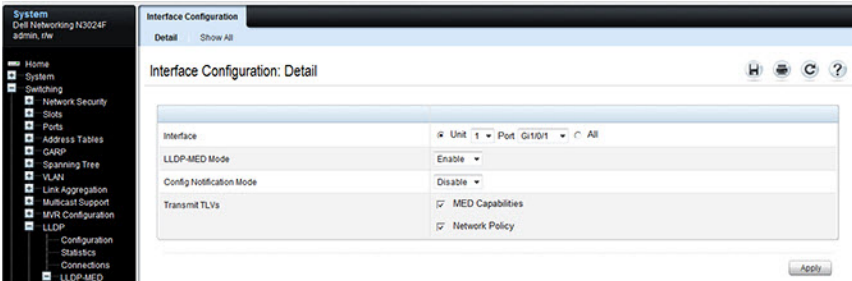 System
Dell Networking N3024F
admin, r/w
Home
System
Switching
Network Security
Slots
Ports
Address Tables
GARP
Spanning Tree
VLAN
Link Aggregation
Multicast Support
MVR Configuration
LLDP
Configuration
Statistics
Connections
LLDP-MED
Interface Configuration
Detail Show All
Interface Configuration: Detail
Interface Unit 1 Port Gi1/0/1 All
LLDP-MED Mode Enable
Config Notification Mode Disable
Transmit TLVs MED Capabilities
Network Policy
Apply